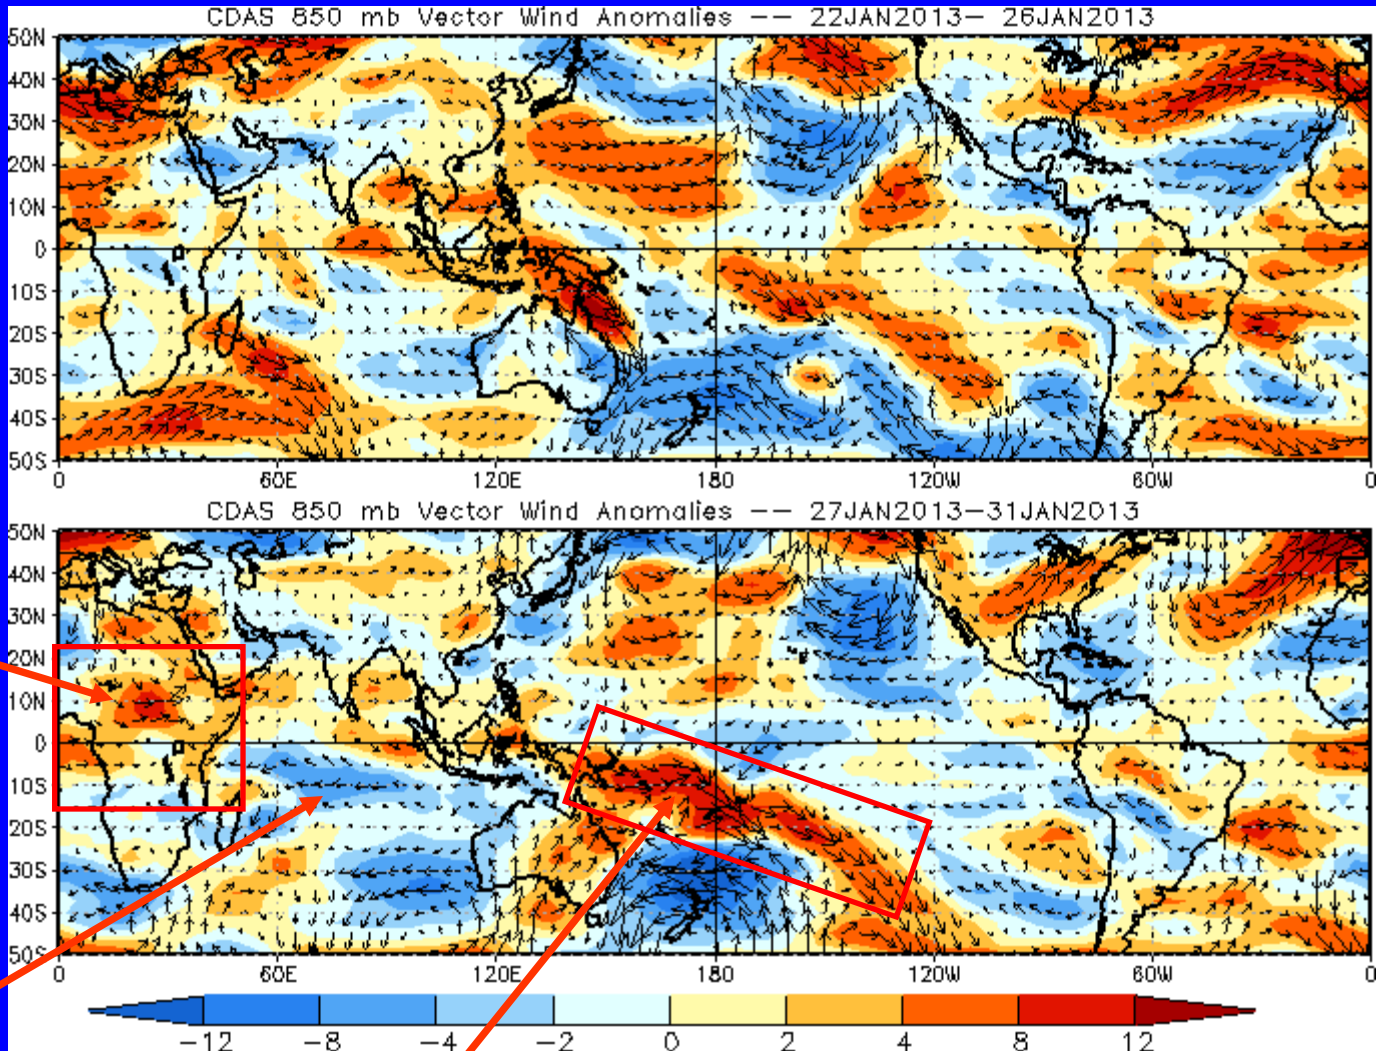 CDAS 850 mb Vector Wind Anomalies -- 22JAN2013- 26JAN2013
50N
40N
30N
20N
10N
0
10S
20S
30S
40S
50S
0 60E 120E 180 120W 60W 0
CDAS 850 mb Vector Wind Anomalies -- 27JAN2013-31JAN2013
50N
40N
30N
20N
10N
0
10S
20S
30S
40S
50S
0 60E 120E 180 120W 60W 0
-12 -8 -4 -2 0 2 4 8 12